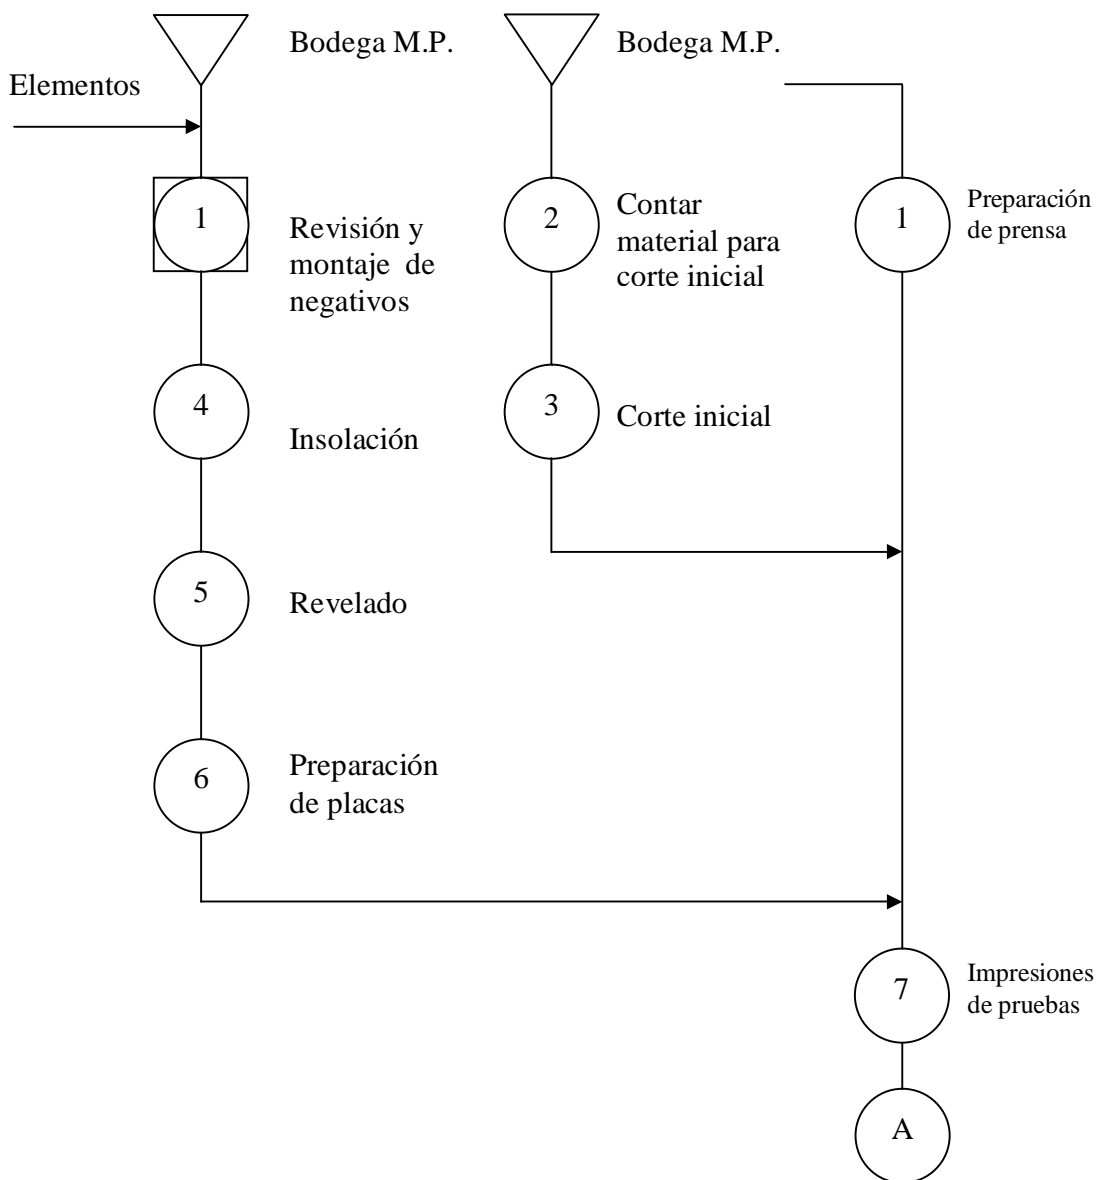 Bodega M.P.
Bodega M.P.
Elementos
1
Revisión y
montaje de
negativos
2
Contar
material para
corte inicial
1
Preparación
de prensa
4
Insolación
3
Corte inicial
5
Revelado
6
Preparación
de placas
7
Impresiones
de pruebas
A